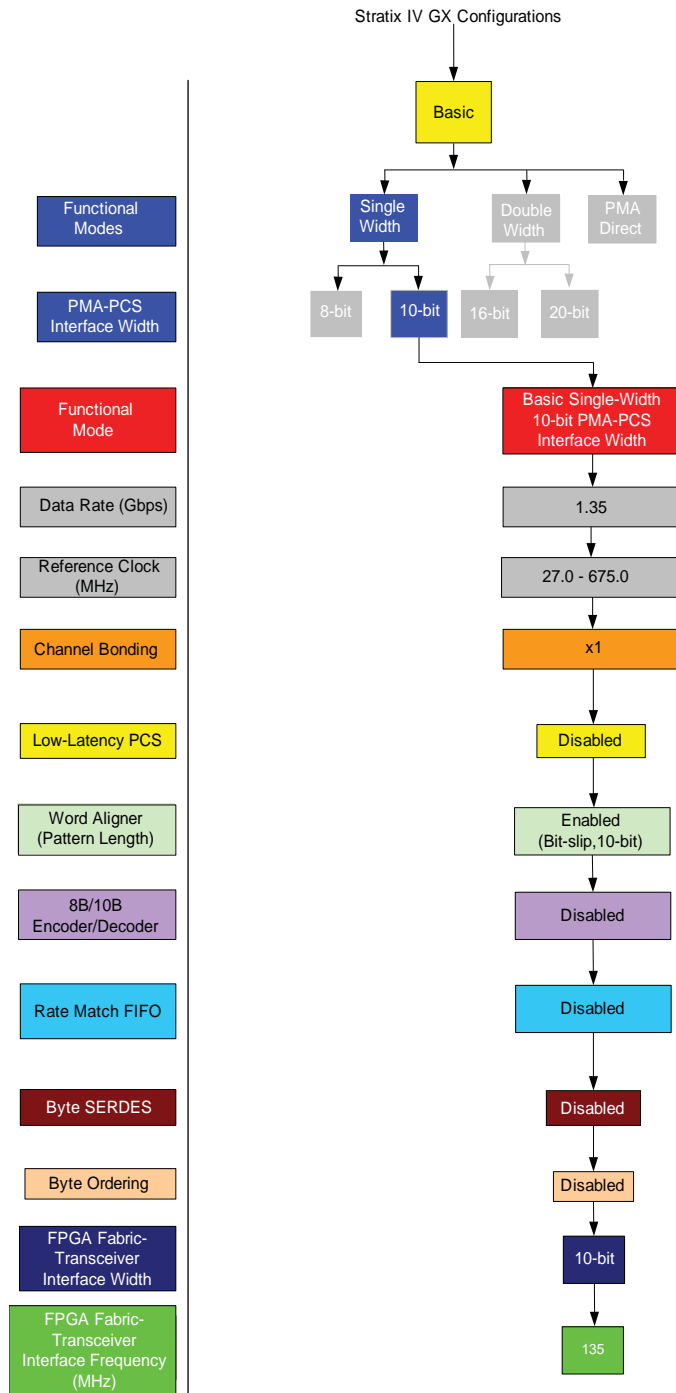 Stratix IV GX Configurations
Basic
Functional
Modes
Single
Width
Double
Width
PMA
Direct
PMA-PCS
Interface Width
8-bit
10-bit
16-bit
20-bit
Functional
Mode
Basic Single-Width
10-bit PMA-PCS
Interface Width
Data Rate (Gbps)
1.35
Reference Clock
(MHz)
27.0 - 675.0
Channel Bonding
x1
Low-Latency PCS
Disabled
Word Aligner
(Pattern Length)
Enabled
(Bit-slip,10-bit)
8B/10B
Encoder/Decoder
Disabled
Rate Match FIFO
Disabled
Byte SERDES
Disabled
Byte Ordering
Disabled
FPGA Fabric-
Transceiver
Interface Width
10-bit
FPGA Fabric-
Transceiver
Interface Frequency
(MHz)
135